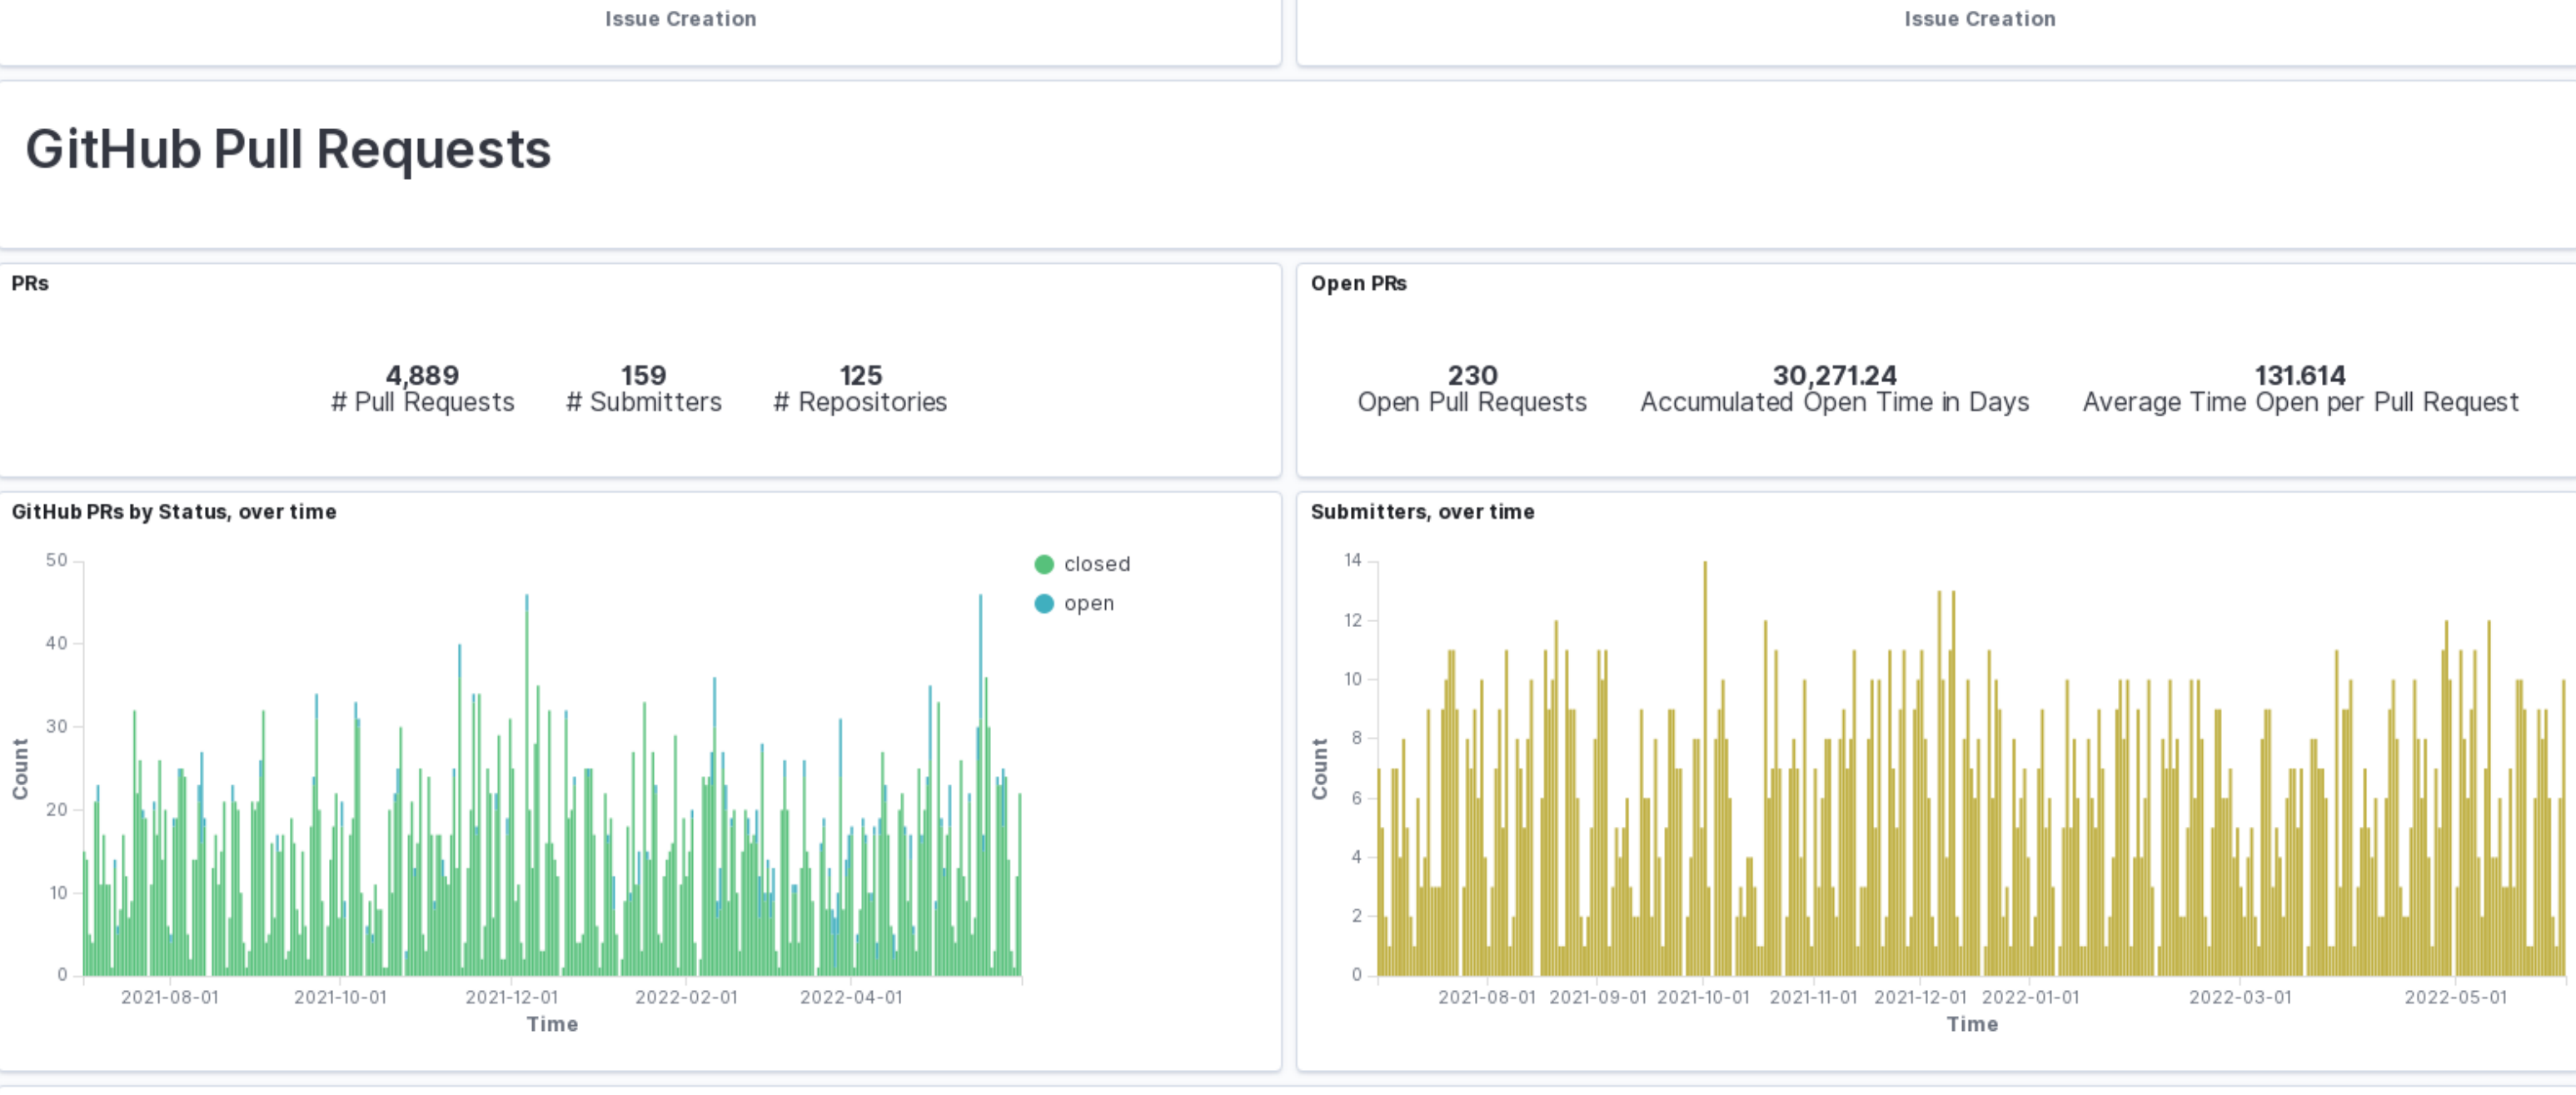 Issue Creation
Issue Creation
GitHub Pull Requests
PRs
4,889
# Pull Requests
159
# Submitters
125
# Repositories
Open PRs
230
Open Pull Requests
30,271.24
Accumulated Open Time in Days
131.614
Average Time Open per Pull Request
GitHub PRs by Status, over time
50
40
30
20
10
0
Count
2021-08-01
2021-10-01
2021-12-01
2022-02-01
2022-04-01
Time
closed
open
Submitters, over time
14
12
10
8
6
4
2
0
Count
2021-08-01
2021-09-01
2021-10-01
2021-11-01
2021-12-01
2022-01-01
2022-03-01
2022-05-01
Time